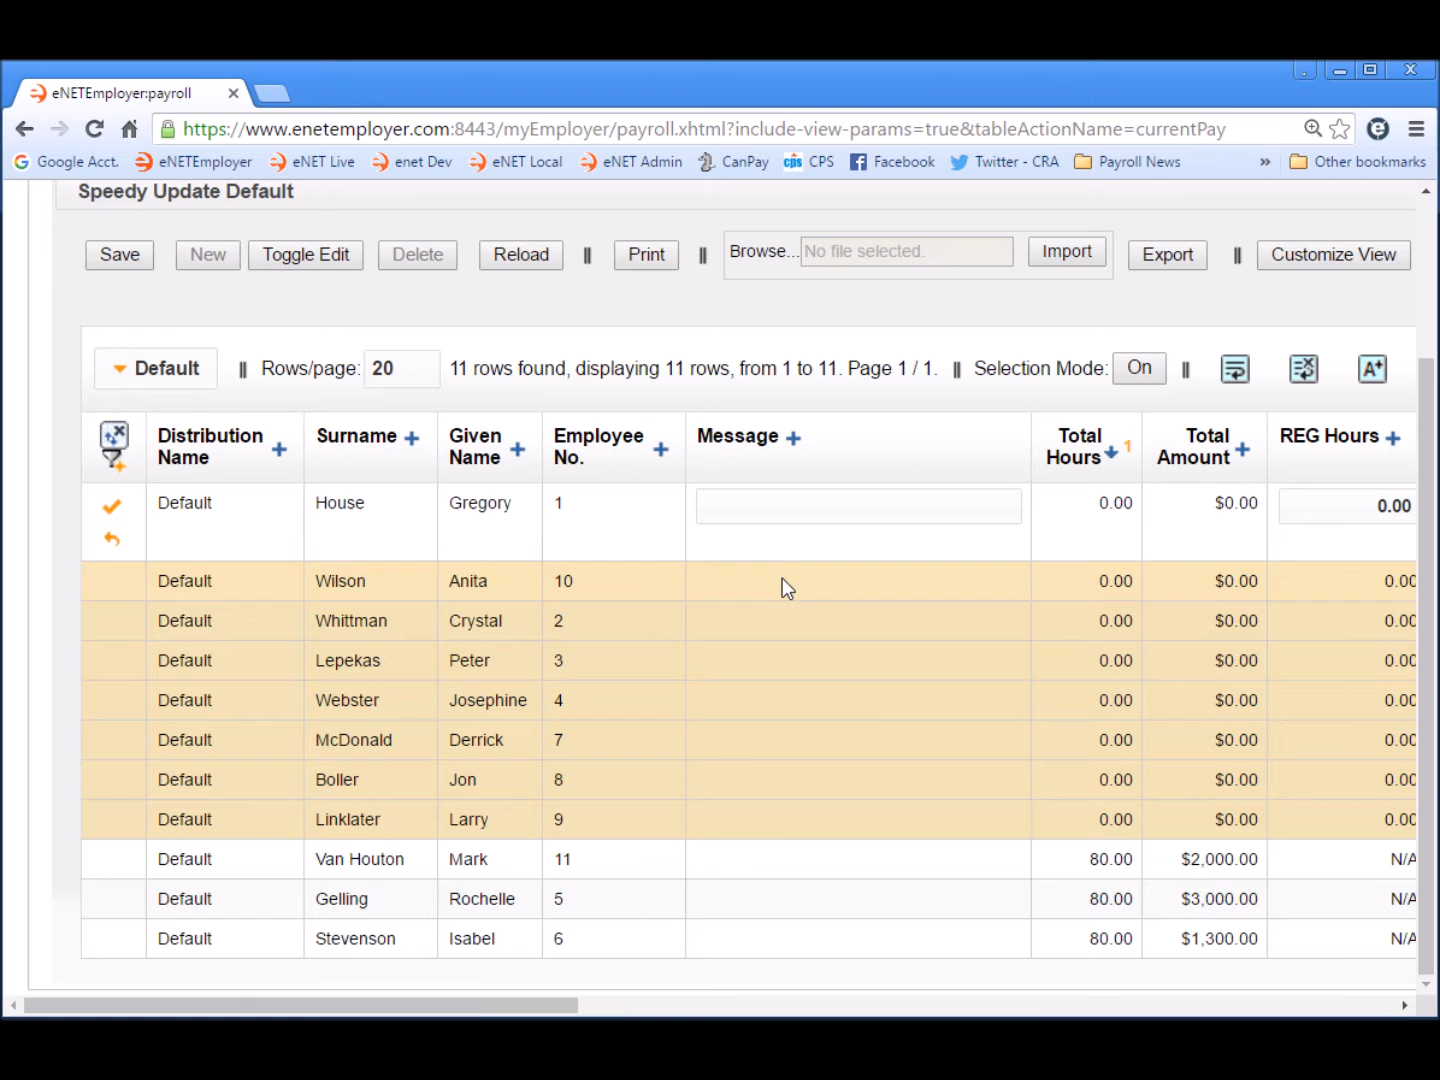 eNETEmployer:payroll
https://www.enetemployer.com:8443/myEmployer/payroll.xhtml?include-view-params=true&tableActionName=currentPay
Google Acct. eNETEmployer eNET Live enet Dev eNET Local eNET Admin CanPay cps CPS Facebook Twitter - CRA Payroll News » Other bookmarks
Speedy Update Default
Save New Toggle Edit Delete Reload Print Browse... No file selected. Import Export Customize View
Default Rows/page: 20 11 rows found, displaying 11 rows, from 1 to 11. Page 1 / 1. Selection Mode: On A+
Distribution Name Surname Given Name Employee No. Message Total Hours 1 Total Amount REG Hours
Default House Gregory 1 0.00 $0.00 0.00
Default Wilson Anita 10 0.00 $0.00 0.00
Default Whittman Crystal 2 0.00 $0.00 0.00
Default Lepekas Peter 3 0.00 $0.00 0.00
Default Webster Josephine 4 0.00 $0.00 0.00
Default McDonald Derrick 7 0.00 $0.00 0.00
Default Boller Jon 8 0.00 $0.00 0.00
Default Linklater Larry 9 0.00 $0.00 0.00
Default Van Houton Mark 11 80.00 $2,000.00 N/A
Default Gelling Rochelle 5 80.00 $3,000.00 N/A
Default Stevenson Isabel 6 80.00 $1,300.00 N/A